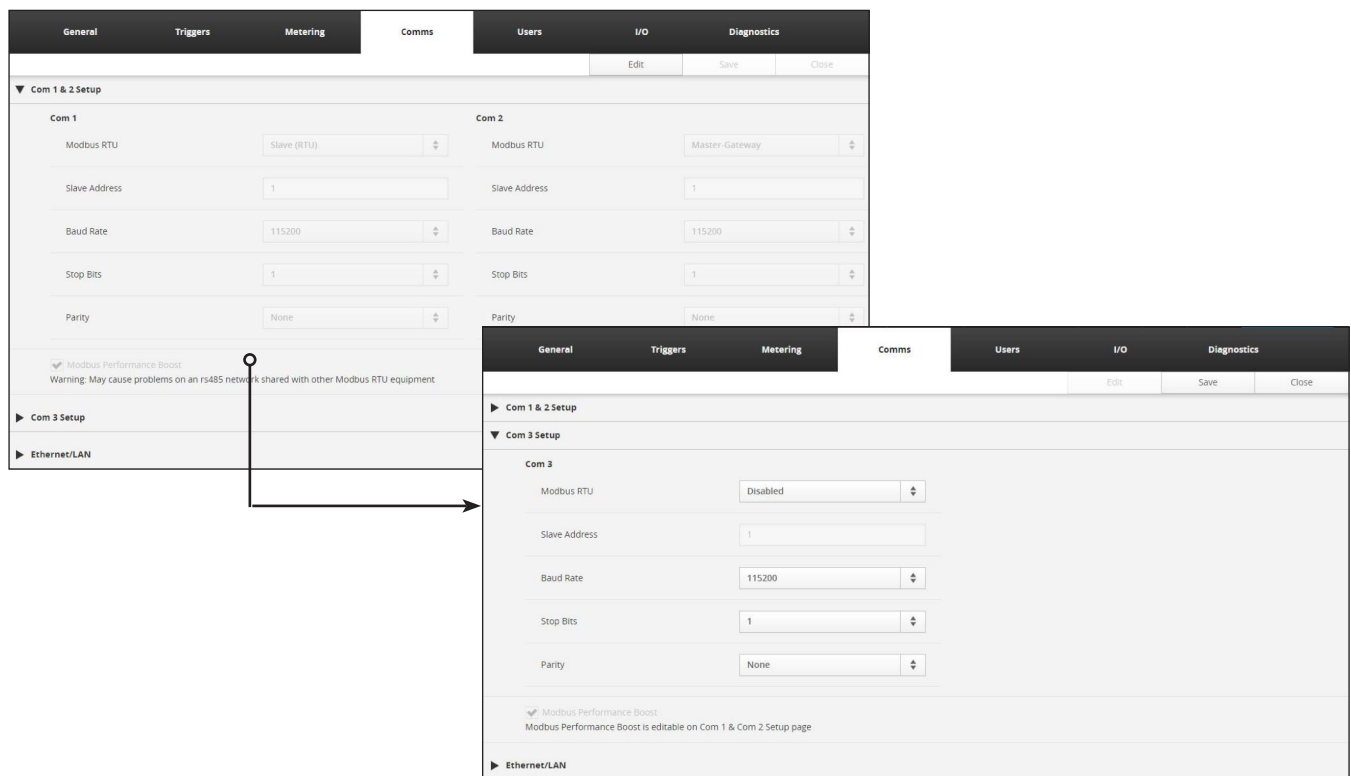 General Triggers Metering Comms Users I/O Diagnostics
Edit Save Close
Com 1 & 2 Setup
Com 1 Com 2
Modbus RTU Slave (RTU) Modbus RTU Master-Gateway
Slave Address 1 Slave Address 1
Baud Rate 115200 Baud Rate 115200
Stop Bits 1 Stop Bits 1
Parity None Parity None
Modbus Performance Boost
Warning: May cause problems on an rs485 network shared with other Modbus RTU equipment
Com 3 Setup
Ethernet/LAN
General Triggers Metering Comms Users I/O Diagnostics
Edit Save Close
Com 1 & 2 Setup
Com 3 Setup
Com 3
Modbus RTU Disabled
Slave Address 1
Baud Rate 115200
Stop Bits 1
Parity None
Modbus Performance Boost
Modbus Performance Boost is editable on Com 1 & Com 2 Setup page
Ethernet/LAN